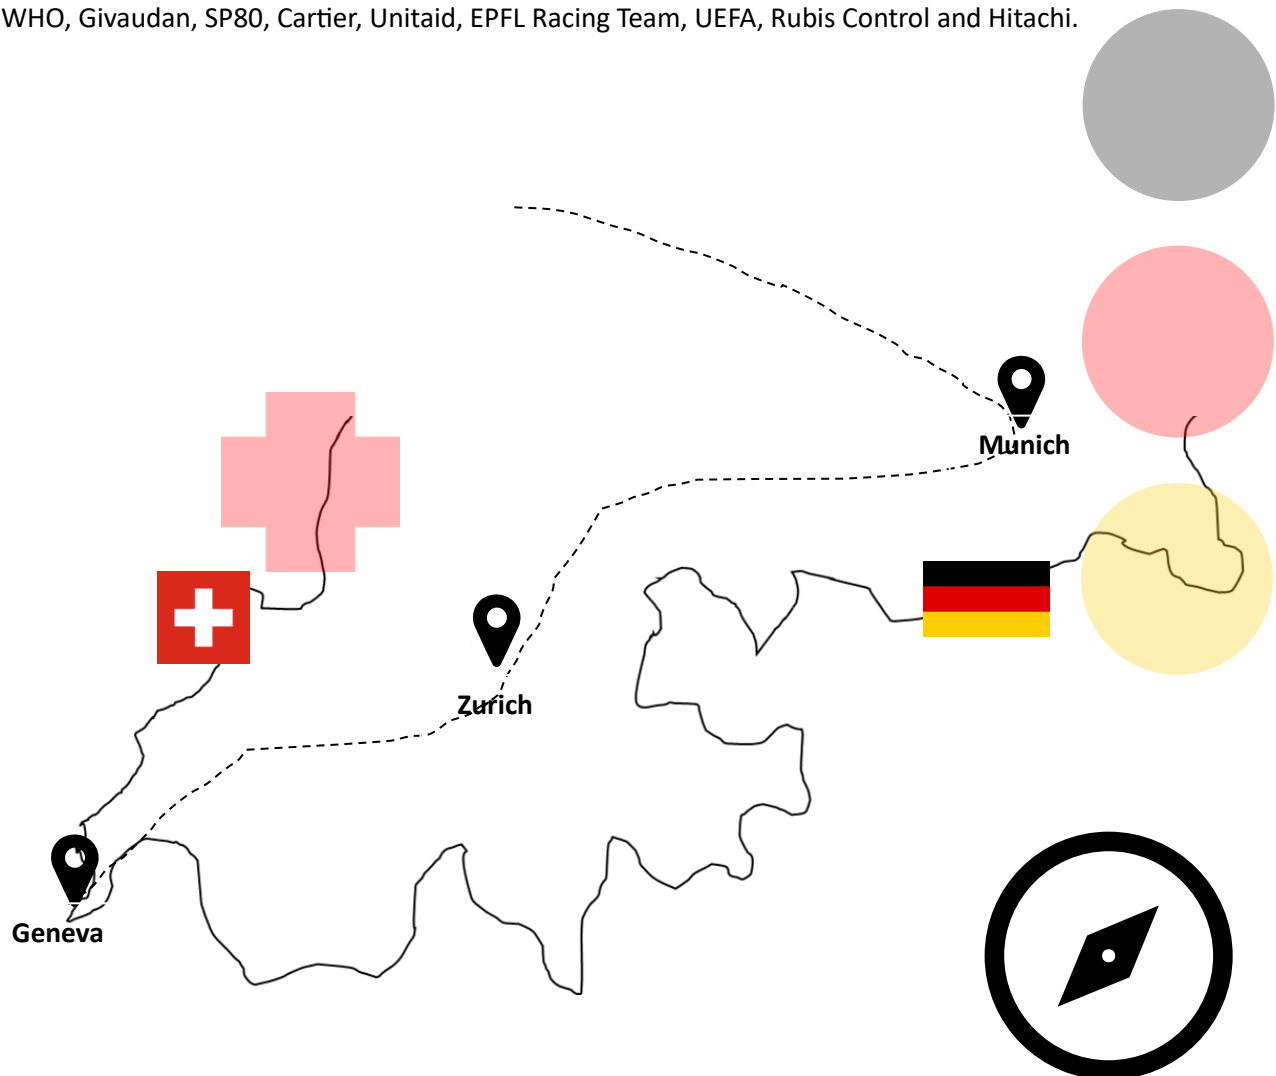 WHO, Givaudan, SP80, Cartier, Unitaid, EPFL Racing Team, UEFA, Rubis Control and Hitachi.
Munich
Zurich
Geneva